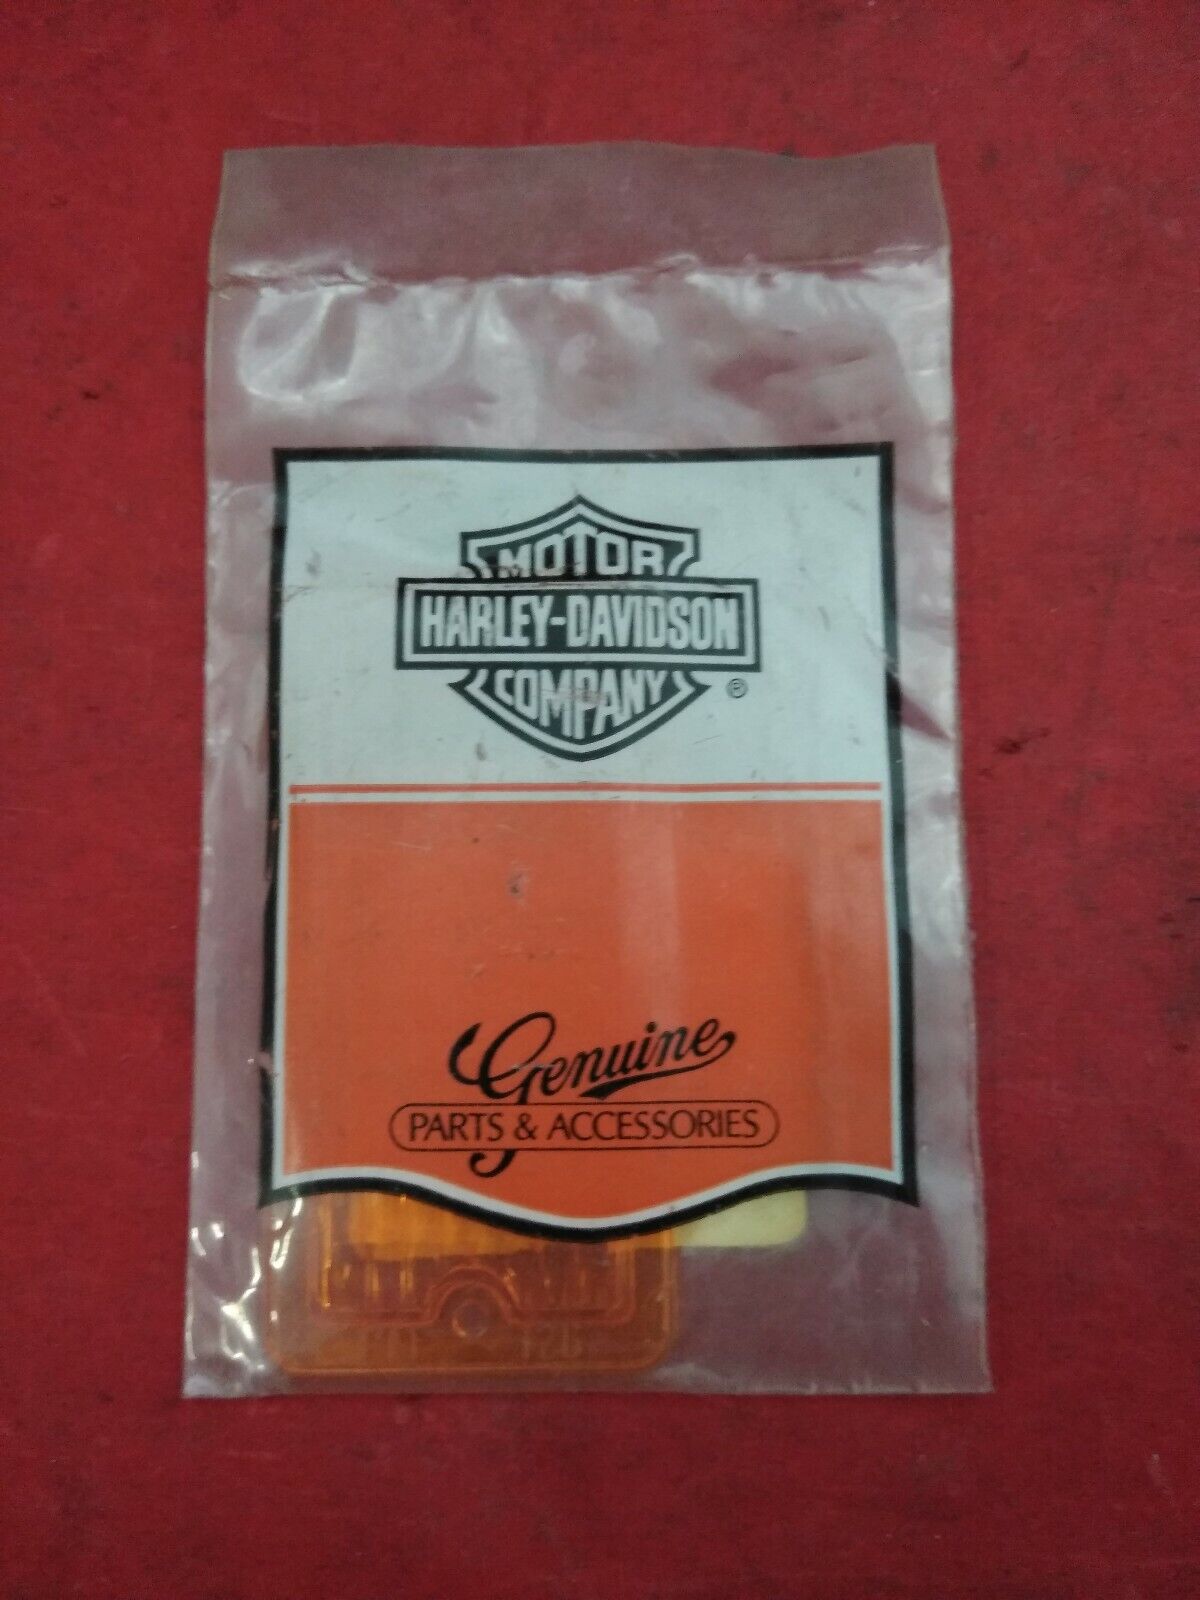 MOTOR
HARLEY-DAVIDSON
COMPANY
®
Genuine
PARTS & ACCESSORIES